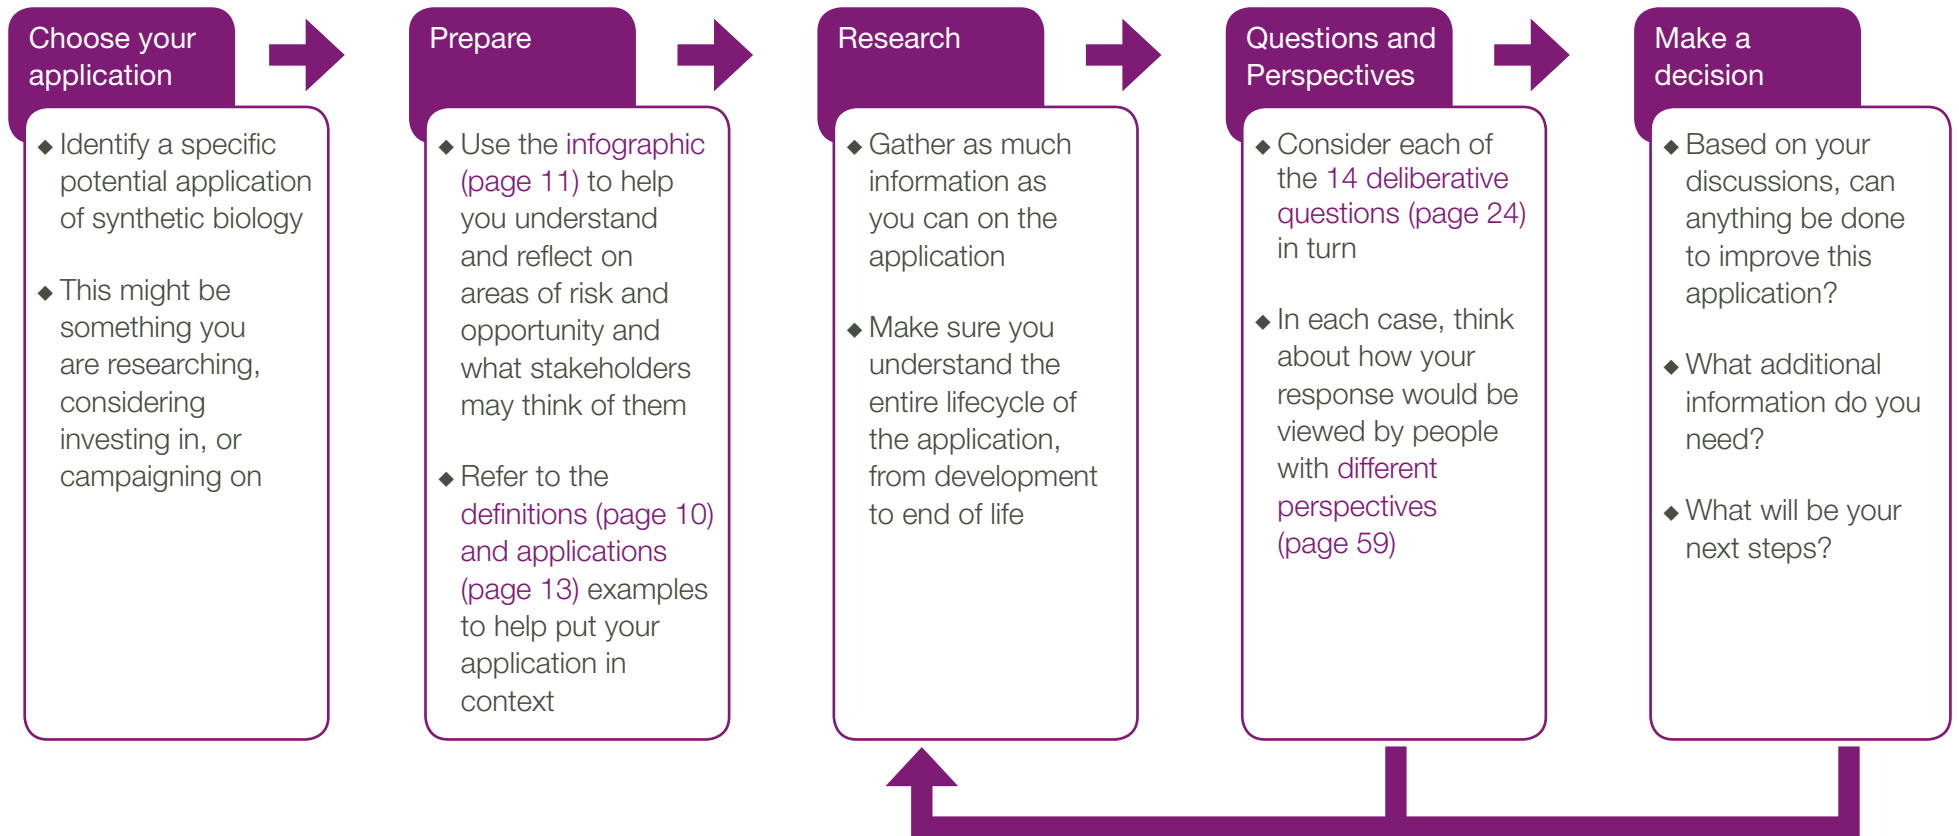 Choose your
application
◆ Identify a specific
potential application
of synthetic biology
◆ This might be
something you
are researching,
considering
investing in, or
campaigning on
Prepare
◆ Use the infographic
(page 11) to help
you understand
and reflect on
areas of risk and
opportunity and
what stakeholders
may think of them
◆ Refer to the
definitions (page 10)
and applications
(page 13) examples
to help put your
application in
context
Research
◆ Gather as much
information as
you can on the
application
◆ Make sure you
understand the
entire lifecycle of
the application,
from development
to end of life
Questions and
Perspectives
◆ Consider each of
the 14 deliberative
questions (page 24)
in turn
◆ In each case, think
about how your
response would be
viewed by people
with different
perspectives
(page 59)
Make a
decision
◆ Based on your
discussions, can
anything be done
to improve this
application?
◆ What additional
information do you
need?
◆ What will be your
next steps?